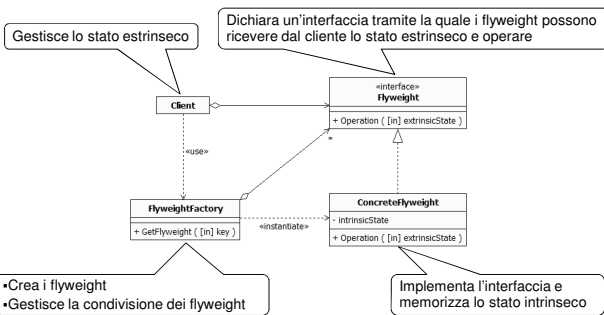 Gestisce lo stato estrinseco
Dichiara un'interfaccia tramite la quale i flyweight possono
ricevere dal cliente lo stato estrinseco e operare
Client
«interface»
Flyweight
+ Operation ( [in] extrinsicState )
«use»
*
FlyweightFactory
+ GetFlyweight ( [in] key )
«instantiate»
ConcreteFlyweight
- intrinsicState
+ Operation ( [in] extrinsicState )
▪Crea i flyweight
▪Gestisce la condivisione dei flyweight
Implementa l'interfaccia e
memorizza lo stato intrinseco